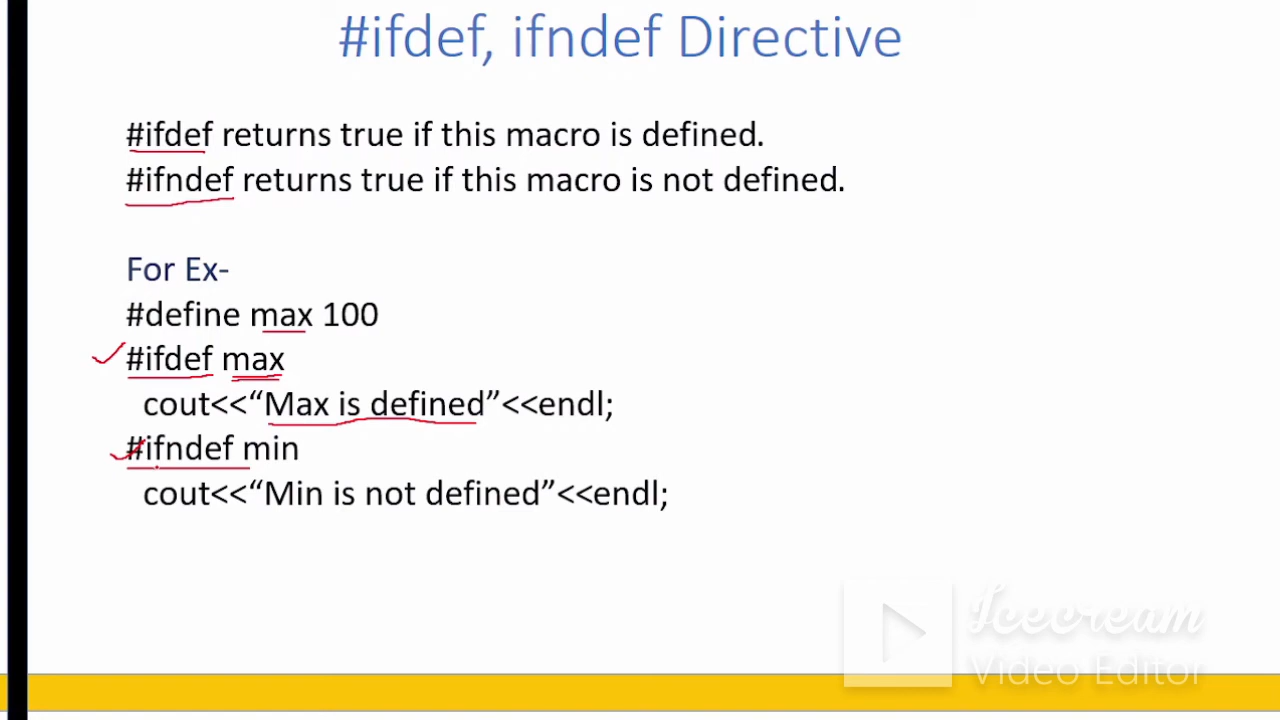 #ifdef, ifndef Directive
#ifdef returns true if this macro is defined.
#ifndef returns true if this macro is not defined.
For Ex-
#define max 100
#ifdef max
cout<<“Max is defined”<<endl;
#ifndef min
cout<<“Min is not defined”<<endl;
Icecream
Video Editor